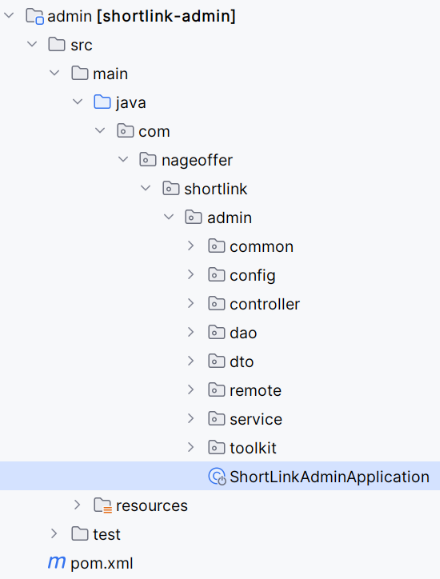 admin [shortlink-admin]
src
main
java
com
nageoffer
shortlink
admin
common
config
controller
dao
dto
remote
service
toolkit
ShortLinkAdminApplication
resources
test
m pom.xml